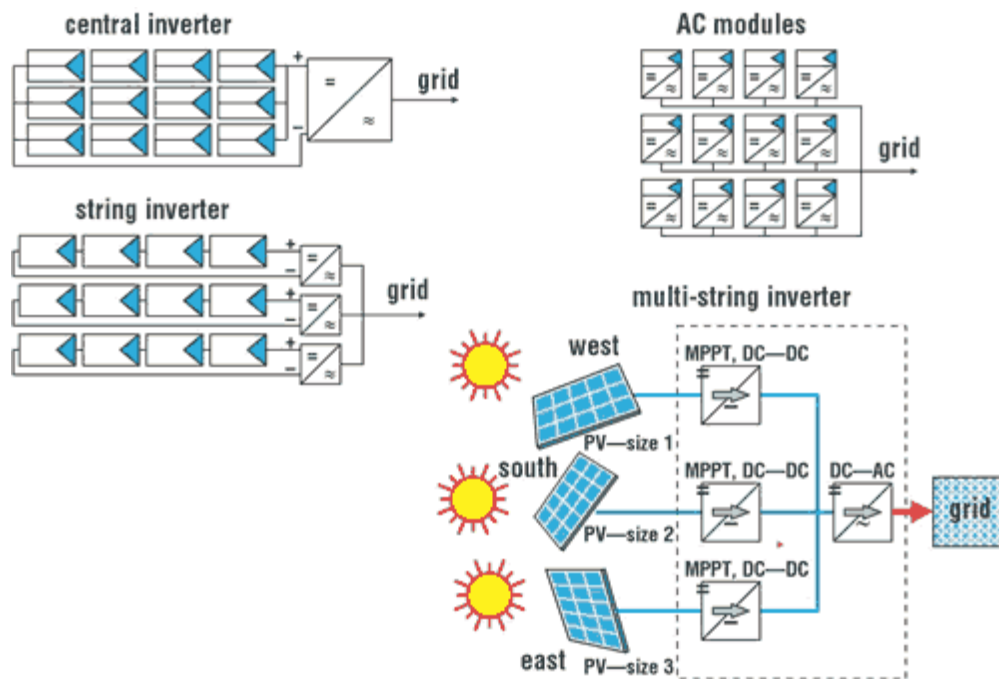 central inverter
+
=
≈
−
grid
AC modules
= ≈ = ≈ = ≈ = ≈
= ≈ = ≈ = ≈ = ≈
= ≈ = ≈ = ≈ = ≈
grid
string inverter
+
−
=
≈
+
−
=
≈
+
−
=
≈
grid
multi-string inverter
west
PV—size 1
MPPT, DC—DC
=
−
south
PV—size 2
MPPT, DC—DC
=
−
DC—AC
=
~
grid
east
PV—size 3
MPPT, DC—DC
=
−